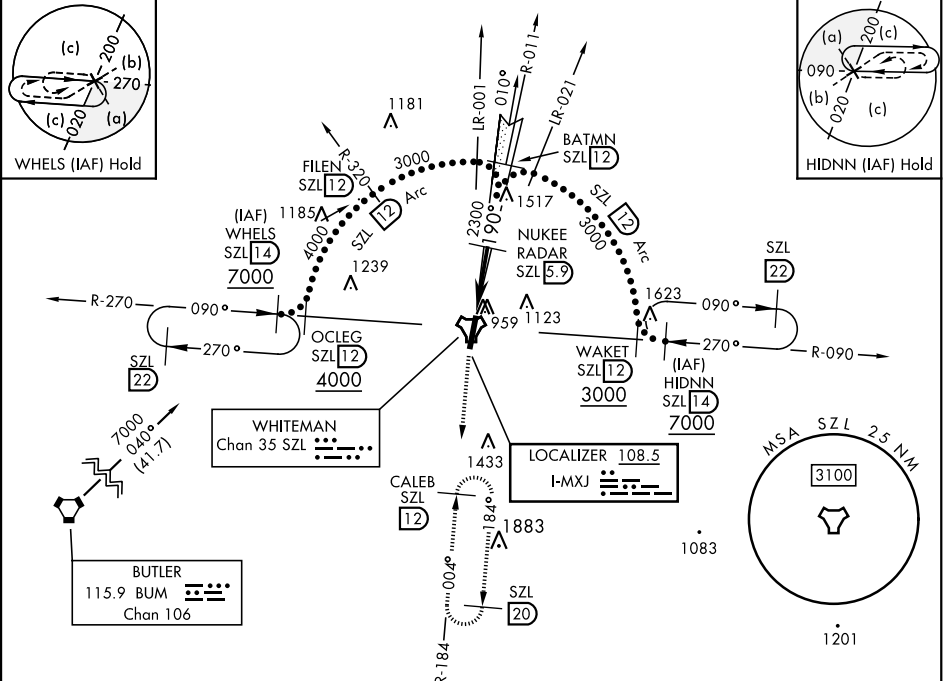 (c)
200
(b)
270
(a)
020
(c)
WHELS (IAF) Hold
(a)
200
(c)
090
(b)
020
(c)
HIDNN (IAF) Hold
1181
LR-001
010°
R-011
LR-021
BATMN
SZL 12
R-320
3000
FILEN
SZL 12
SZL 12 Arc
1185
4000
1517
2300
190°
SZL 12 Arc
3000
(IAF)
WHELS
SZL 14
7000
1239
NUKEE
RADAR
SZL 5.9
SZL
22
R-270
090°
270°
SZL
22
OCLEG
SZL 12
4000
959
1123
1623
090°
270°
R-090
WAKET
SZL 12
3000
(IAF)
HIDNN
SZL 14
7000
7000
040°
(41.7)
WHITEMAN
Chan 35 SZL
1433
LOCALIZER 108.5
I-MXJ
CALEB
SZL
12
184°
004°
1883
SZL
20
R-184
BUTLER
115.9 BUM
Chan 106
MSA SZL 25 NM
3100
1083
1201